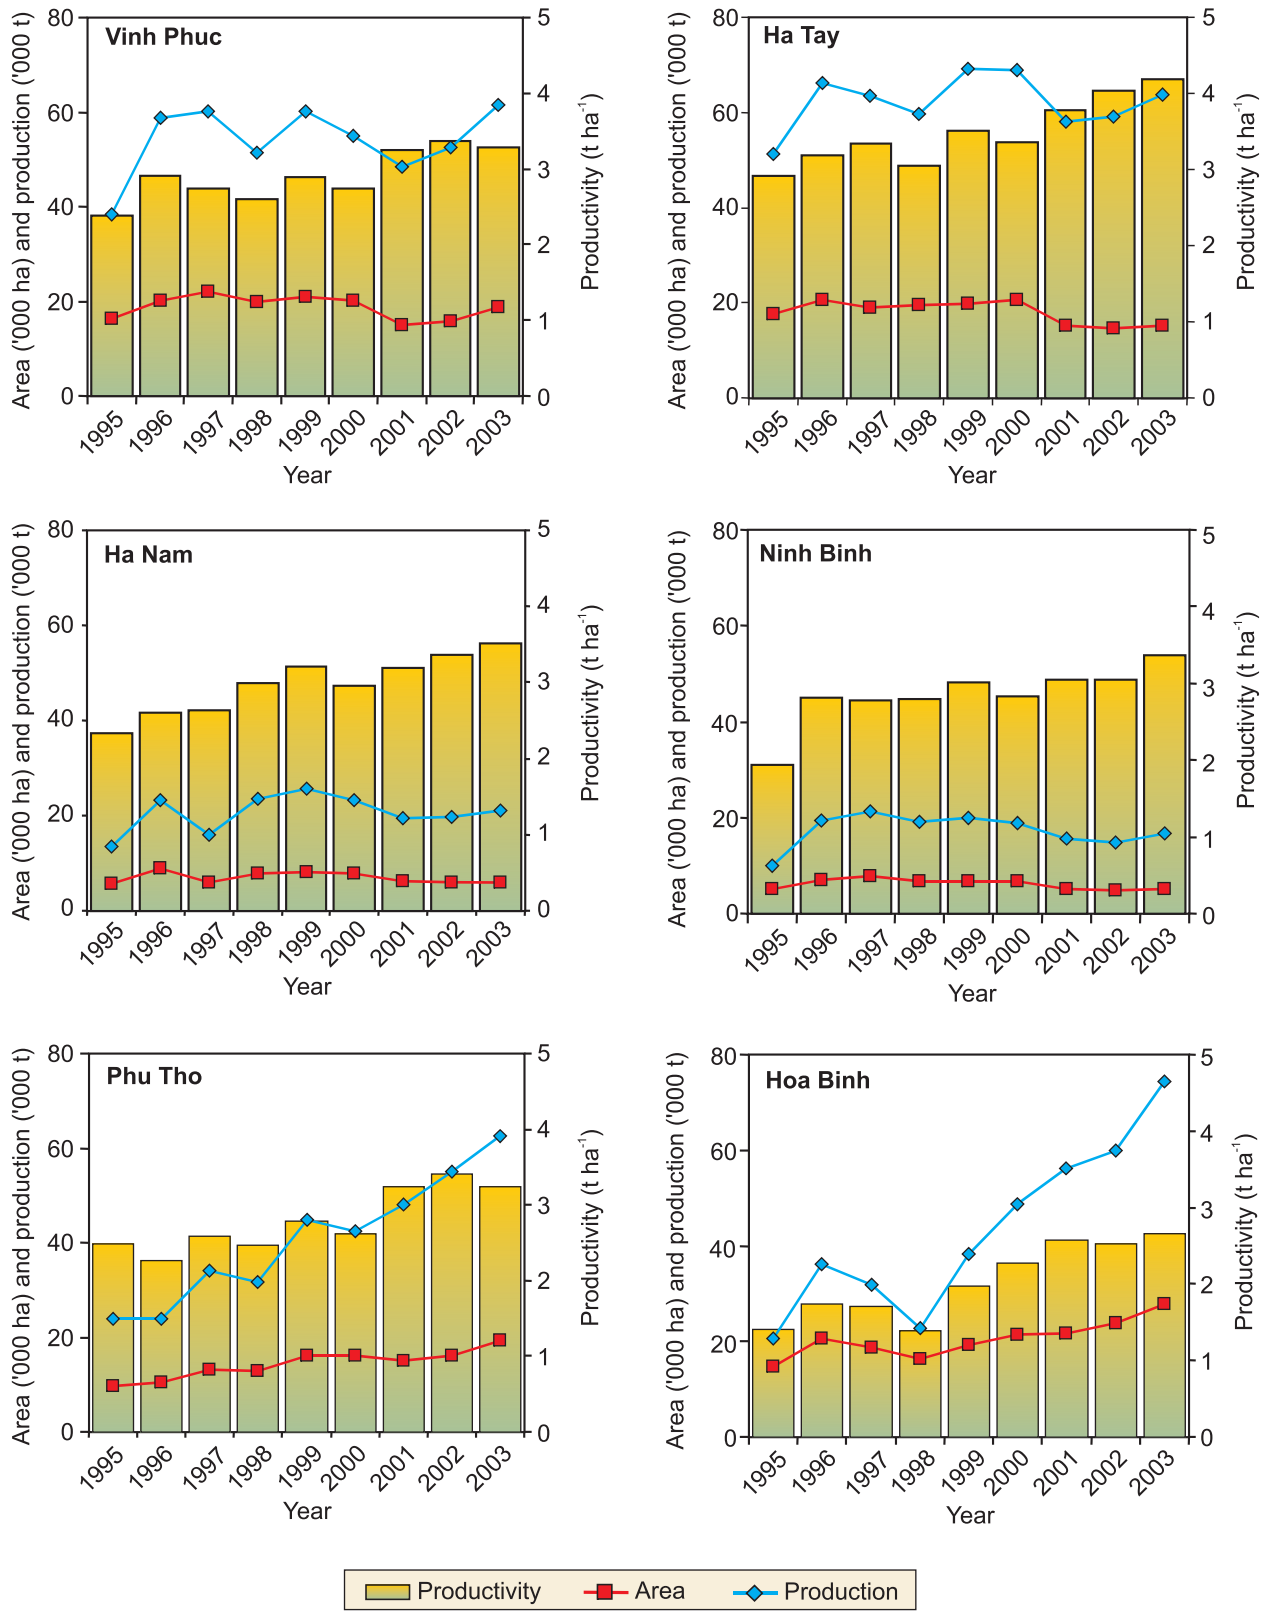 Vinh Phuc
Area ('000 ha) and production ('000 t)
80
60
40
20
0
5
4
3
2
1
0
Productivity (t ha-1)
1995 1996 1997 1998 1999 2000 2001 2002 2003
Year
Ha Tay
Area ('000 ha) and production ('000 t)
80
60
40
20
0
5
4
3
2
1
0
Productivity (t ha-1)
1995 1996 1997 1998 1999 2000 2001 2002 2003
Year
Ha Nam
Area ('000 ha) and production ('000 t)
80
60
40
20
0
5
4
3
2
1
0
Productivity (t ha-1)
1995 1996 1997 1998 1999 2000 2001 2002 2003
Year
Ninh Binh
Area ('000 ha) and production ('000 t)
80
60
40
20
0
5
4
3
2
1
0
Productivity (t ha-1)
1995 1996 1997 1998 1999 2000 2001 2002 2003
Year
Phu Tho
Area ('000 ha) and production ('000 t)
80
60
40
20
0
5
4
3
2
1
0
Productivity (t ha-1)
1995 1996 1997 1998 1999 2000 2001 2002 2003
Year
Hoa Binh
Area ('000 ha) and production ('000 t)
80
60
40
20
0
5
4
3
2
1
0
Productivity (t ha-1)
1995 1996 1997 1998 1999 2000 2001 2002 2003
Year
Productivity Area Production